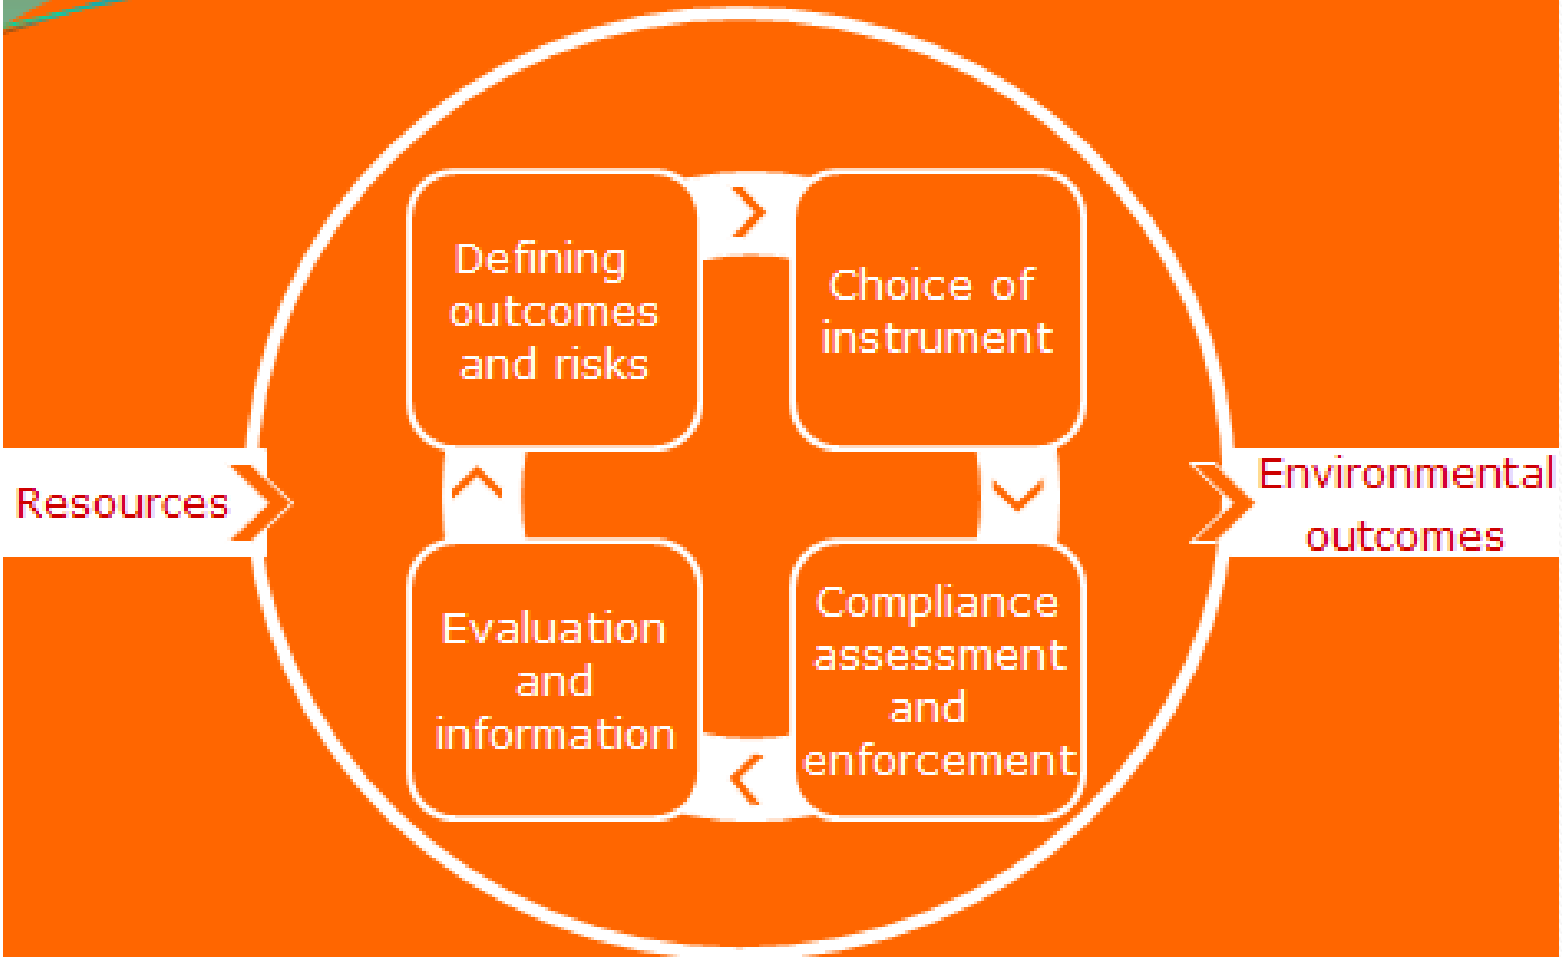 Defining
outcomes
and risks
Choice of
instrument
Resources
Environmental
outcomes
Evaluation
and
information
Compliance
assessment
and
enforcement